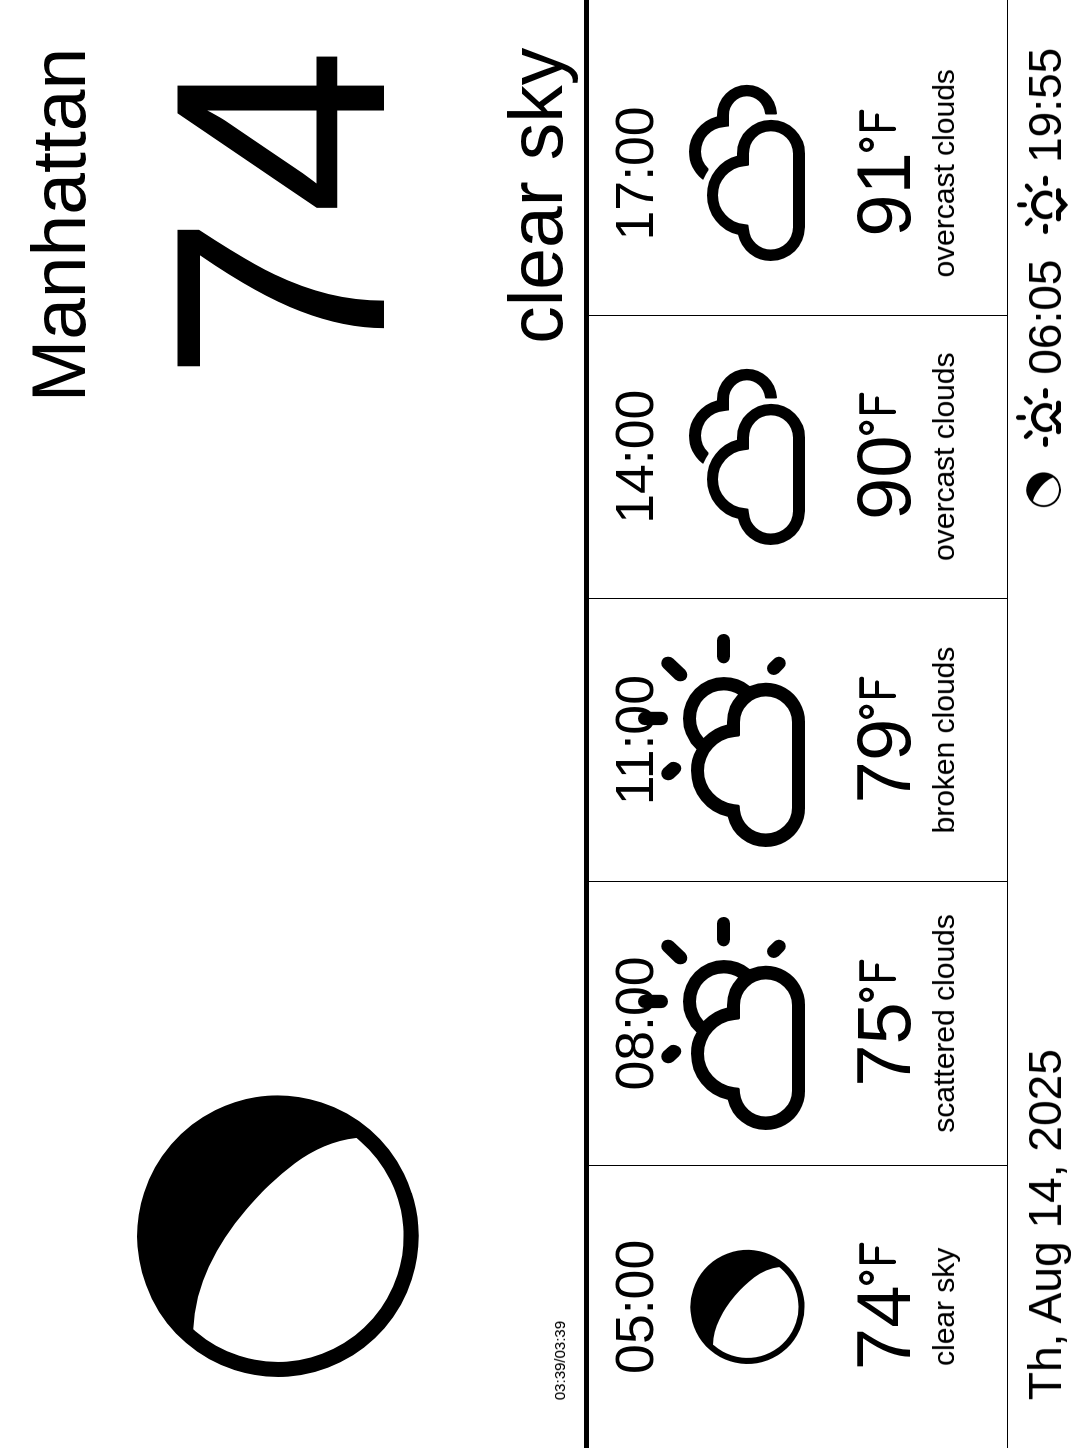 Manhattan
74
clear sky
03:39/03:39
05:00 08:00 11:00 14:00 17:00
74°F 75°F 79°F 90°F 91°F
clear sky scattered clouds broken clouds overcast clouds overcast clouds
Th, Aug 14, 2025 06:05 19:55